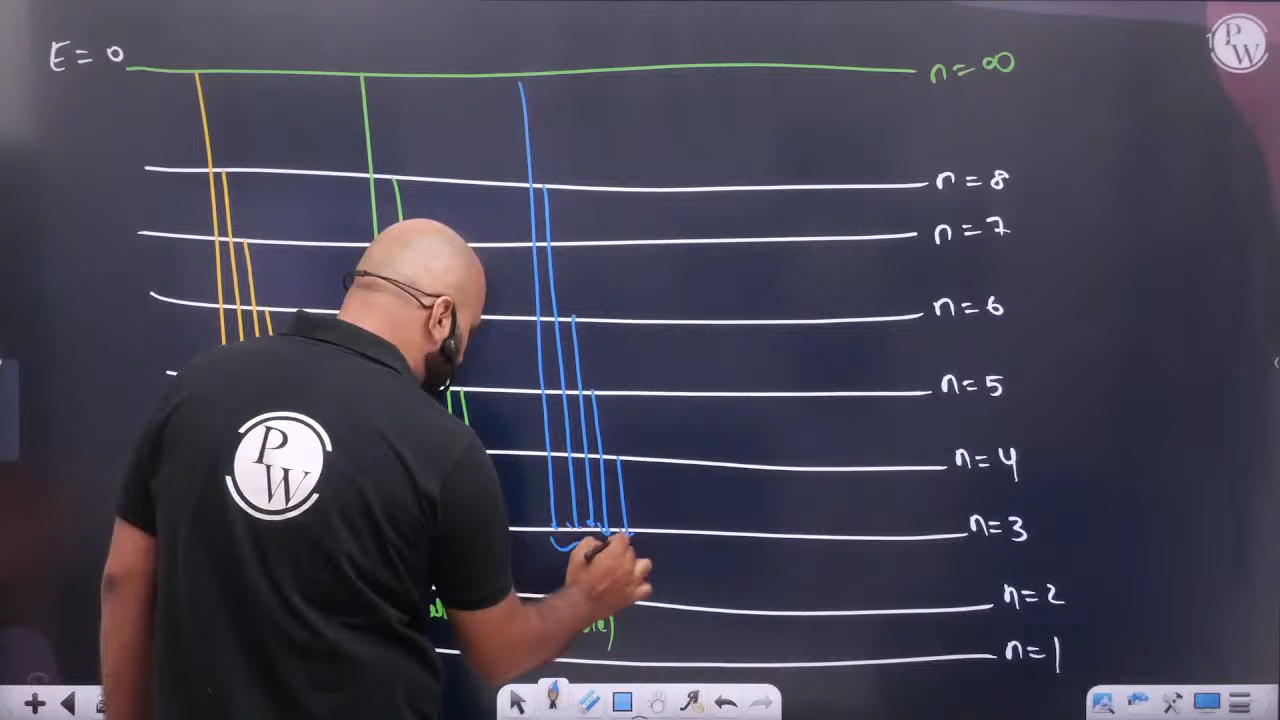 E = 0
n = ∞
n = 8
n = 7
n = 6
n = 5
n = 4
n = 3
n = 2
n = 1
PW
PW